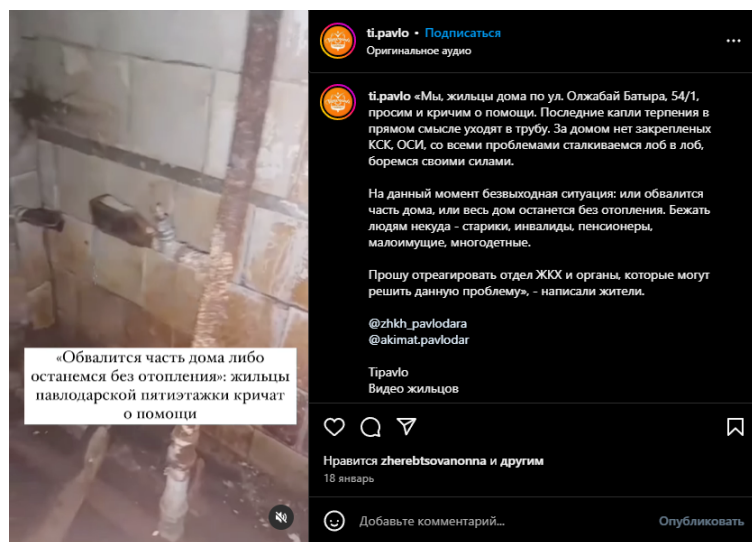 ti.pavlo • Подписаться
Оригинальное аудио
ti.pavlo «Мы, жильцы дома по ул. Олжабай Батыра, 54/1,
просим и кричим о помощи. Последние капли терпения в
прямом смысле уходят в трубу. За домом нет закрепленых
КСК, ОСИ, со всеми проблемами сталкиваемся лоб в лоб,
боремся своими силами.
На данный момент безвыходная ситуация: или обвалится
часть дома, или весь дом останется без отопления. Бежать
людям некуда - старики, инвалиды, пенсионеры,
малоимущие, многодетные.
Прошу отреагировать отдел ЖКХ и органы, которые могут
решить данную проблему», - написали жители.
@zhkh_pavlodara
@akimat.pavlodar
Tipavlo
Видео жильцов
«Обвалится часть дома либо
останемся без отопления»: жильцы
павлодарской пятиэтажки кричат
о помощи
Нравится zherebtsovanonna и другим
18 январь
Добавьте комментарий...
Опубликовать